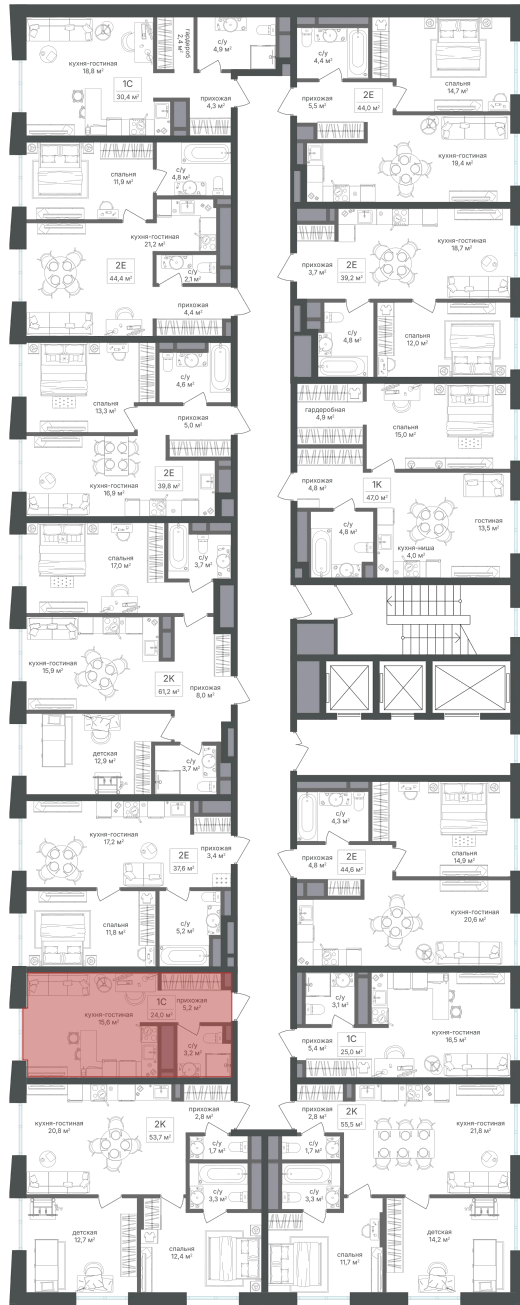 кухня-гостиная
18,8 м²
гардероб
2,4 м²
с/у
4,9 м²
1С
30,4 м²
прихожая
4,3 м²
с/у
4,4 м²
спальня
14,7 м²
прихожая
5,5 м²
2Е
44,0 м²
кухня-гостиная
19,4 м²
спальня
11,9 м²
с/у
4,8 м²
кухня-гостиная
21,2 м²
2Е
44,4 м²
с/у
2,1 м²
прихожая
4,4 м²
кухня-гостиная
18,7 м²
прихожая
3,7 м²
2Е
39,2 м²
с/у
4,8 м²
спальня
12,0 м²
спальня
13,3 м²
с/у
4,6 м²
прихожая
5,0 м²
кухня-гостиная
16,9 м²
2Е
39,8 м²
гардеробная
4,9 м²
спальня
15,0 м²
прихожая
4,8 м²
1К
47,0 м²
с/у
4,8 м²
гостиная
13,5 м²
кухня-ниша
4,0 м²
спальня
17,0 м²
с/у
3,7 м²
кухня-гостиная
15,9 м²
2К
61,2 м²
прихожая
8,0 м²
детская
12,9 м²
с/у
3,7 м²
кухня-гостиная
17,2 м²
2Е
37,6 м²
прихожая
3,4 м²
спальня
11,8 м²
с/у
5,2 м²
с/у
4,3 м²
спальня
14,9 м²
прихожая
4,8 м²
2Е
44,6 м²
кухня-гостиная
20,6 м²
кухня-гостиная
15,6 м²
1С
24,0 м²
прихожая
5,2 м²
с/у
3,2 м²
с/у
3,1 м²
прихожая
5,4 м²
1С
25,0 м²
кухня-гостиная
16,5 м²
кухня-гостиная
20,8 м²
2К
53,7 м²
прихожая
2,8 м²
с/у
1,7 м²
с/у
3,3 м²
детская
12,7 м²
спальня
12,4 м²
прихожая
2,8 м²
2К
55,5 м²
с/у
1,7 м²
кухня-гостиная
21,8 м²
с/у
3,3 м²
спальня
11,7 м²
детская
14,2 м²